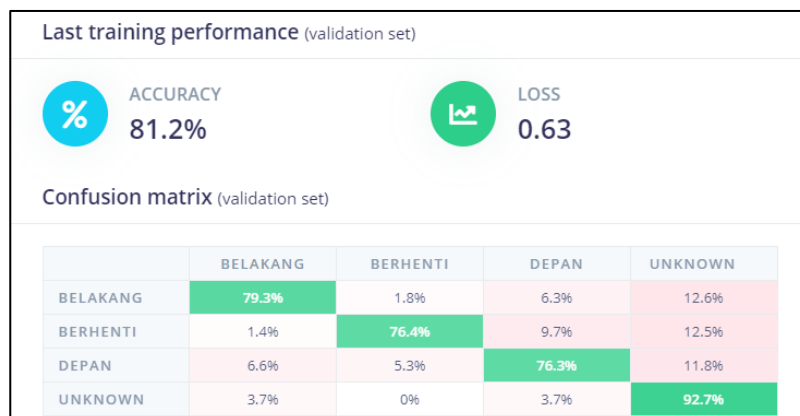 Last training performance (validation set)
ACCURACY
81.2%
LOSS
0.63
Confusion matrix (validation set)
BELAKANG BERHENTI DEPAN UNKNOWN
BELAKANG 79.3% 1.8% 6.3% 12.6%
BERHENTI 1.4% 76.4% 9.7% 12.5%
DEPAN 6.6% 5.3% 76.3% 11.8%
UNKNOWN 3.7% 0% 3.7% 92.7%